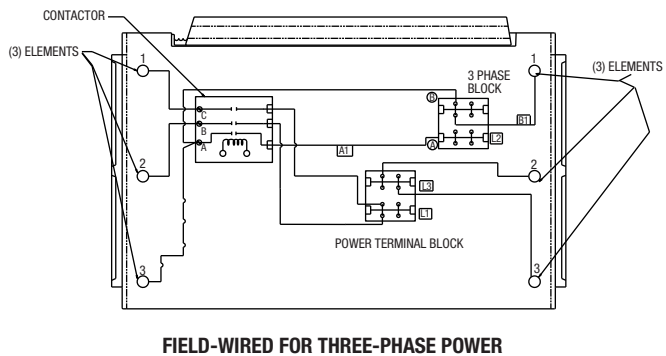 CONTACTOR
(3) ELEMENTS
1
2
3
C
B
A
A1
3 PHASE
BLOCK
B
A
B1
L2
L3
L1
POWER TERMINAL BLOCK
1
2
3
(3) ELEMENTS
FIELD-WIRED FOR THREE-PHASE POWER